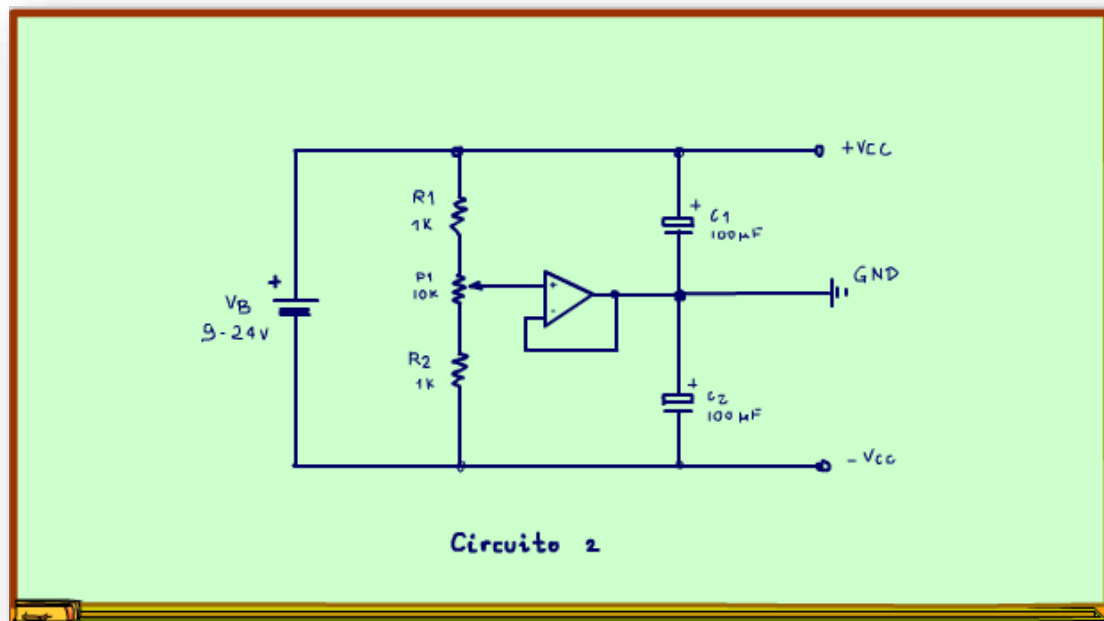 +VCC
R1
1K
+
C1
100µF
P1
10K
+
-
GND
+
VB
9-24V
R2
1K
+
C2
100µF
-Vcc
Circuito 2